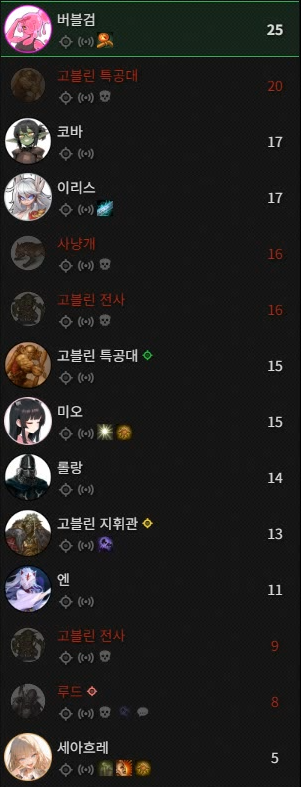 버블검
25
고블린 특공대
20
코바
17
이리스
17
사냥개
16
고블린 전사
16
고블린 특공대
15
미오
15
롤랑
14
고블린 지휘관
13
엔
11
고블린 전사
9
루드
8
세아흐레
5